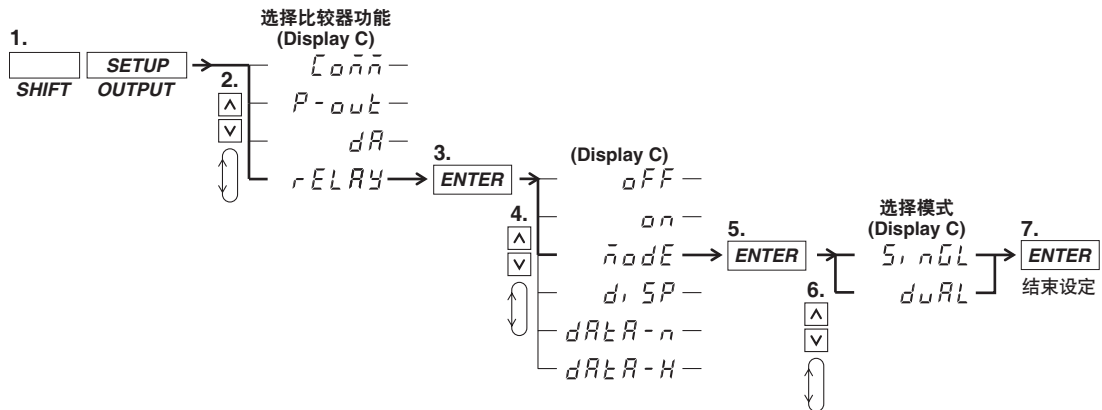 选择比较器功能
(Display C)
1.
SETUP
SHIFT OUTPUT
2.
Comm
P-out
dA
rELAY
3.
ENTER
(Display C)
4.
oFF
on
modE
diSP
dAtA-n
dAtA-H
5.
ENTER
选择模式
(Display C)
6.
SinGL
duAL
7.
ENTER
结束设定